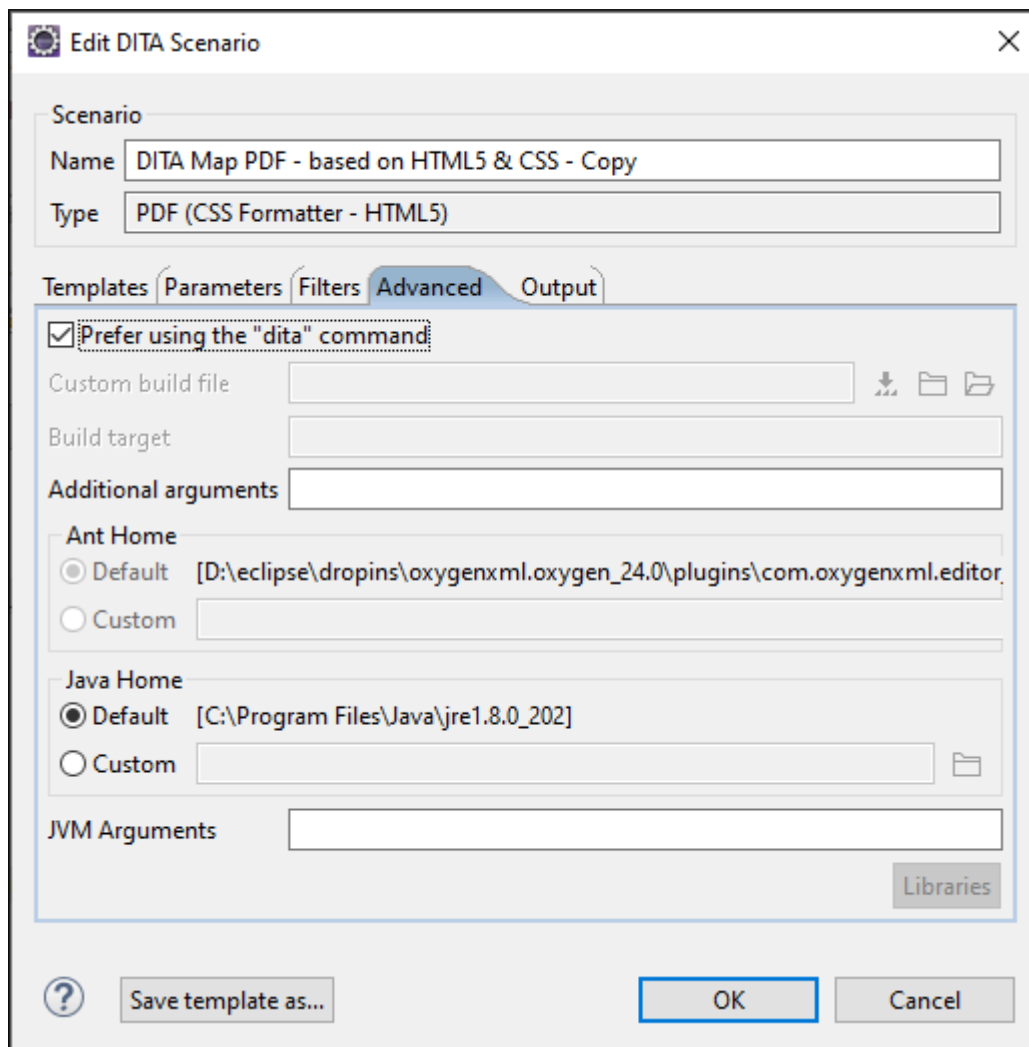 Edit DITA Scenario
Scenario
Name DITA Map PDF - based on HTML5 & CSS - Copy
Type PDF (CSS Formatter - HTML5)
Templates Parameters Filters Advanced Output
Prefer using the "dita" command
Custom build file
Build target
Additional arguments
Ant Home
Default [D:\eclipse\dropins\oxygenxml.oxygen_24.0\plugins\com.oxygenxml.editor_
Custom
Java Home
Default [C:\Program Files\Java\jre1.8.0_202]
Custom
JVM Arguments
Libraries
? Save template as... OK Cancel